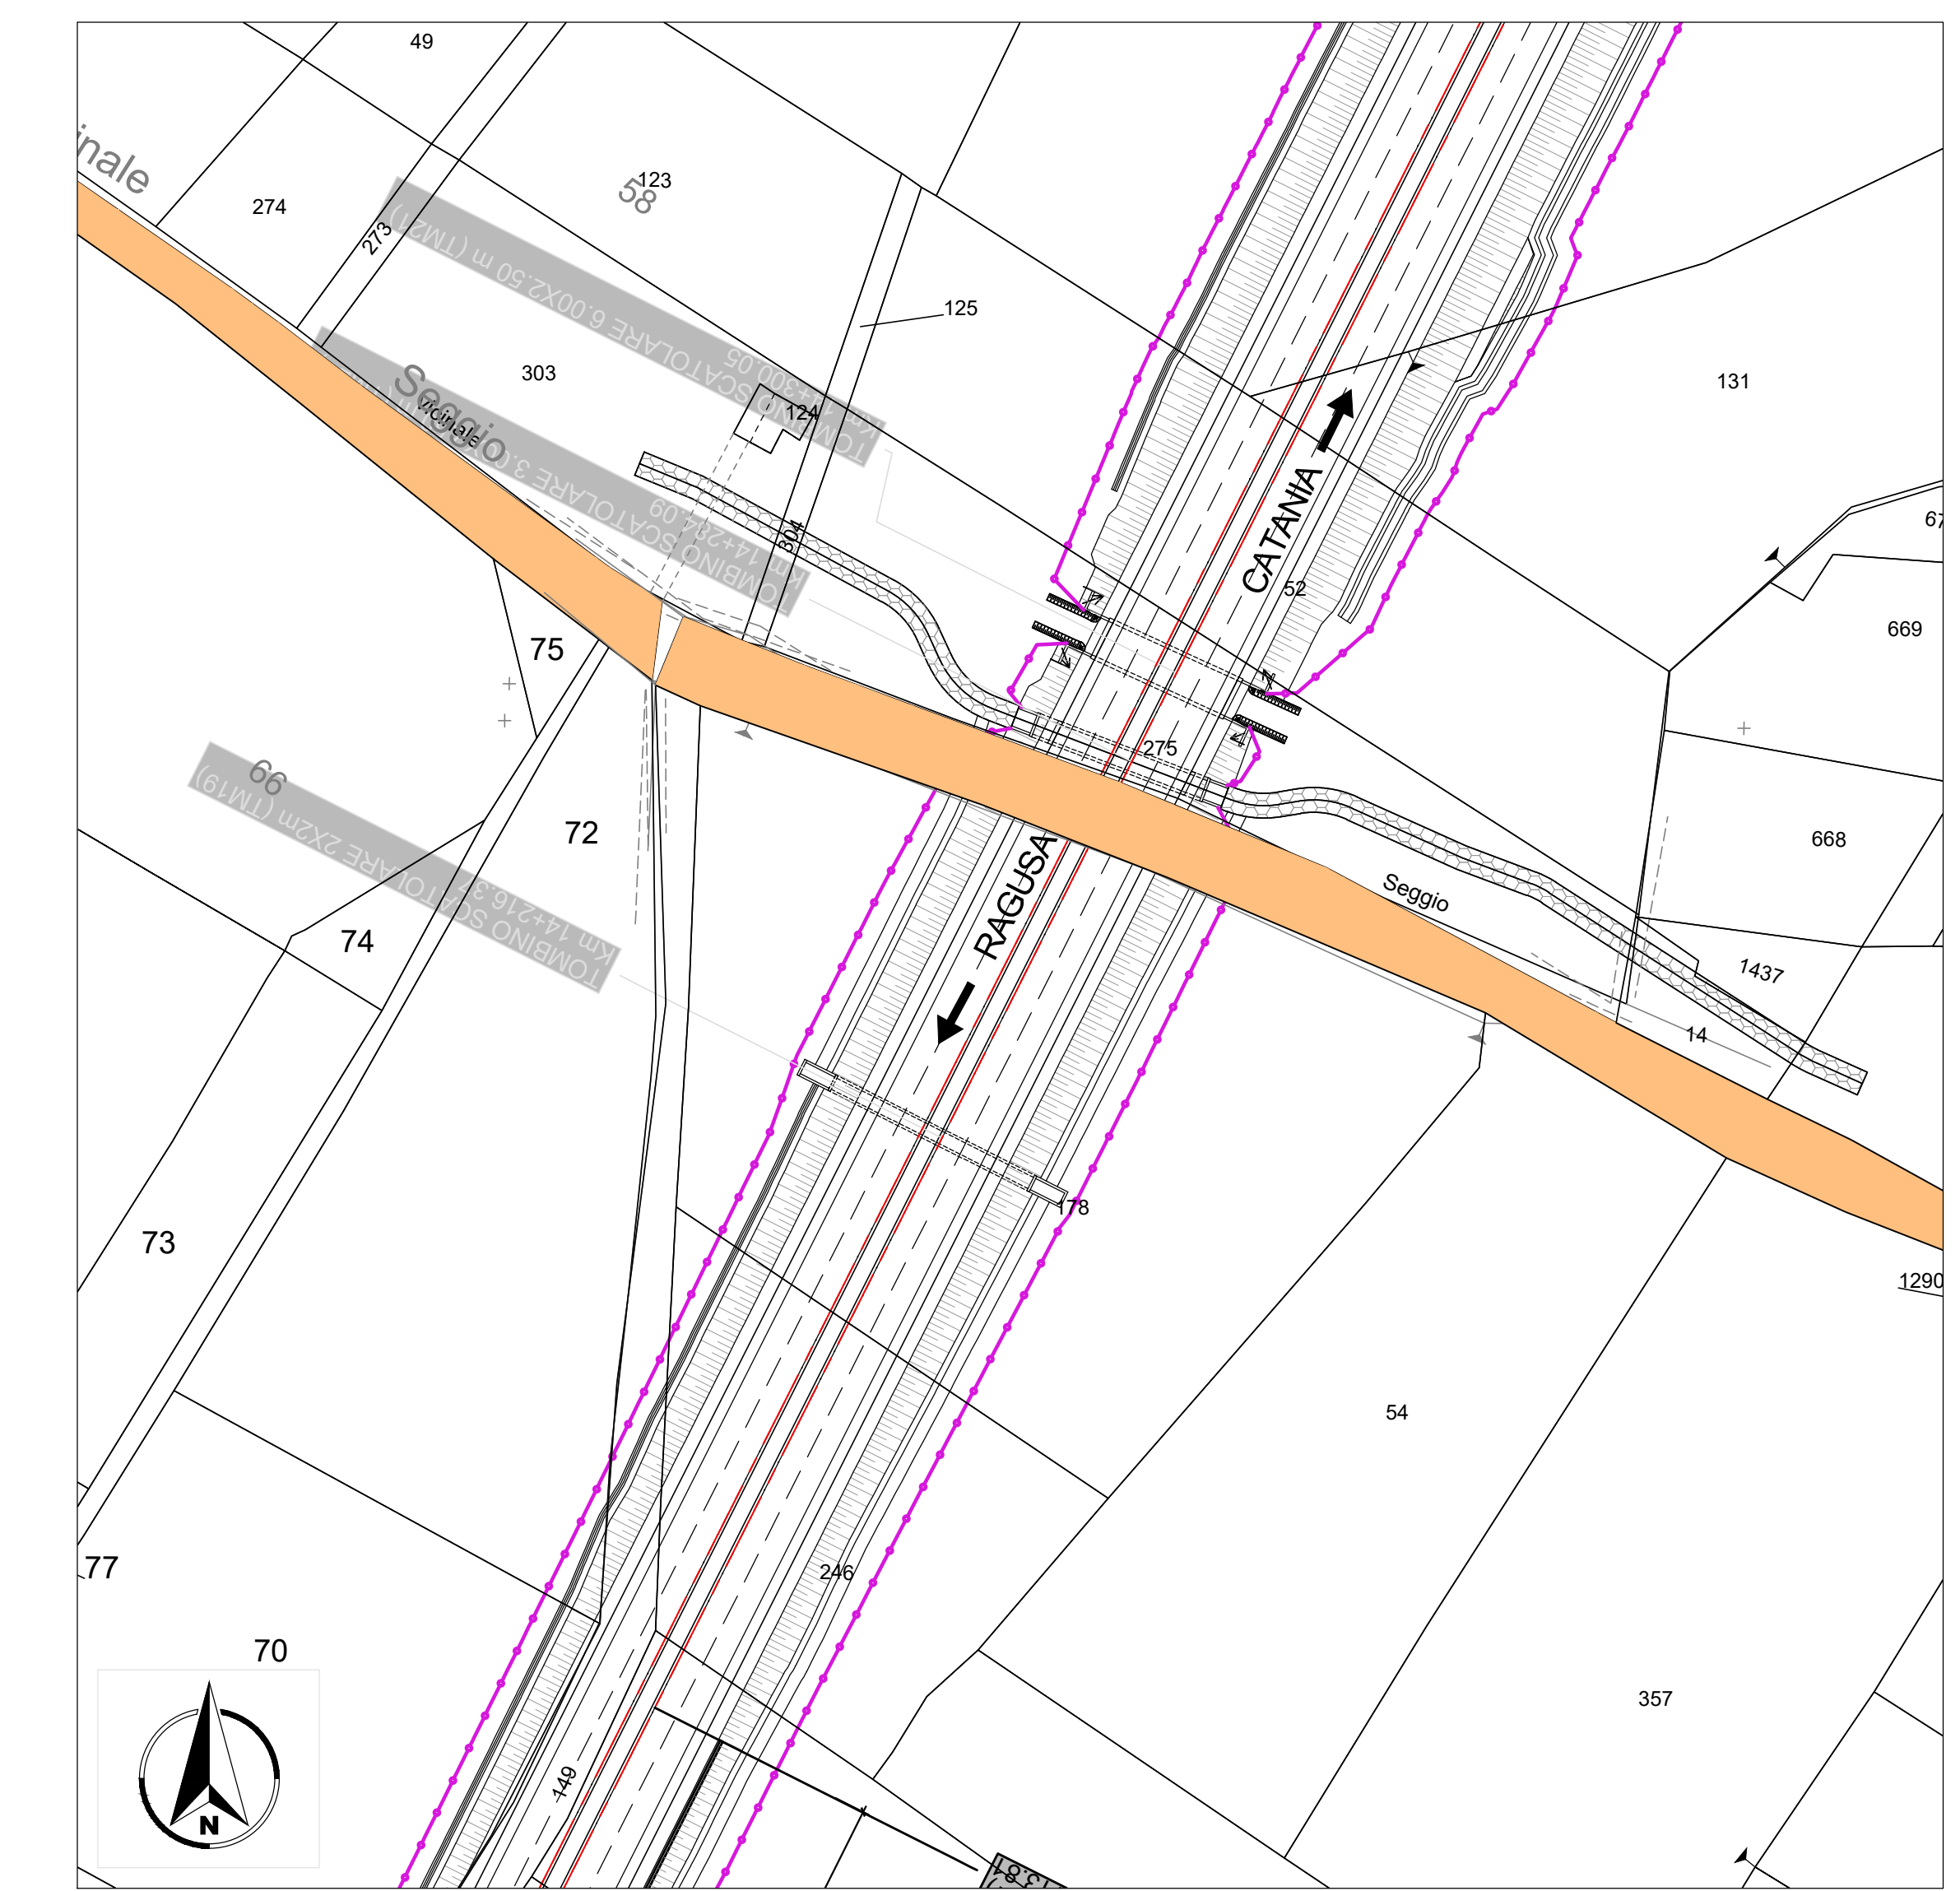 49
inale
123
58
274
273
TOMBINO SCATOLARE 6.00X2.50 m (TM21)
Km 14+300.05
125
303
131
Seggio
vicinale
124
TOMBINO SCATOLARE 3.00X
Km 14+284.09
304
CATANIA
52
67
669
75
275
66
TOMBINO SCATOLARE 2X2m (TM19)
Km 14+216.37
72
RAGUSA
668
Seggio
74
1437
14
178
73
1290
54
246
77
70
357
149
N